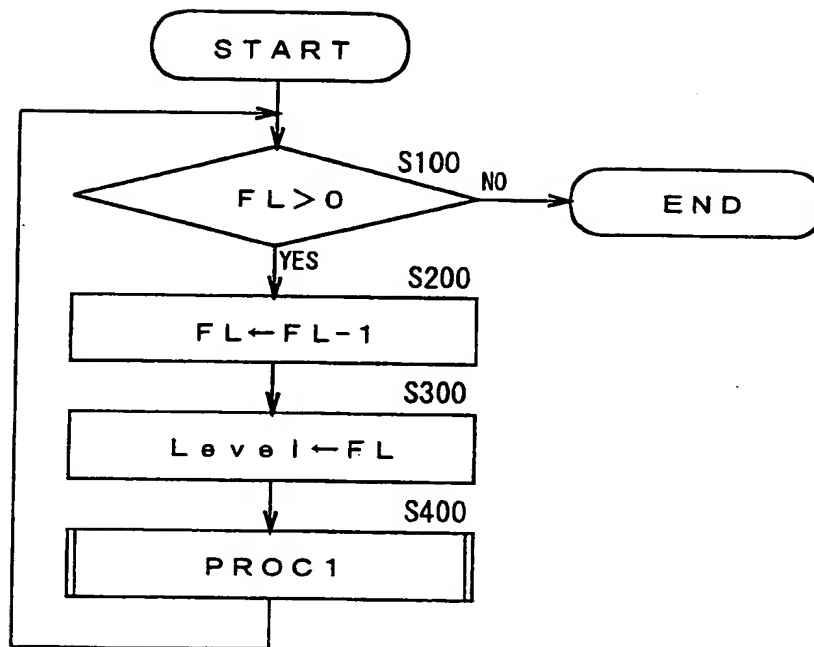 START
S100
FL>0
NO
END
YES
S200
FL←FL-1
S300
Level←FL
S400
PROC1